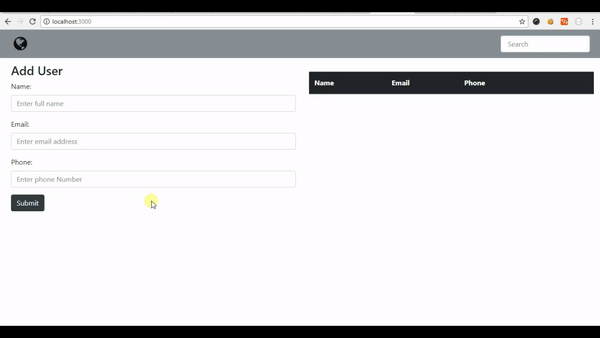 localhost:3000
Search
Add User
Name:
Enter full name
Email:
Enter email address
Phone:
Enter phone Number
Submit
Name Email Phone